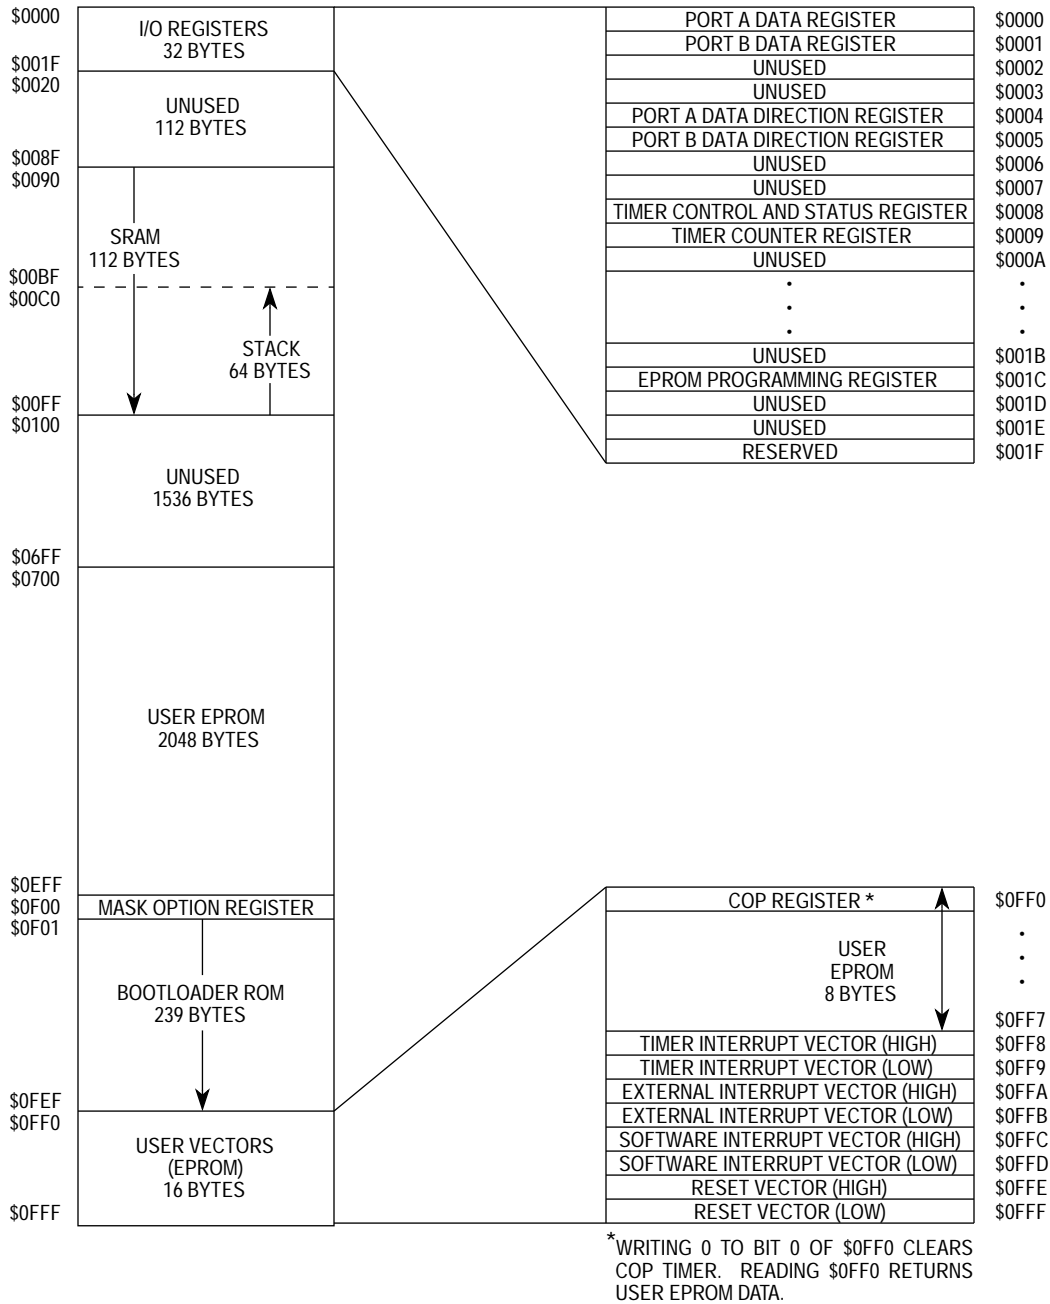 $0000
I/O REGISTERS
32 BYTES
$001F
$0020
UNUSED
112 BYTES
$008F
$0090
SRAM
112 BYTES
$00BF
$00C0
STACK
64 BYTES
$00FF
$0100
UNUSED
1536 BYTES
$06FF
$0700
USER EPROM
2048 BYTES
$0EFF
$0F00 MASK OPTION REGISTER
$0F01
BOOTLOADER ROM
239 BYTES
$0FEF
$0FF0
USER VECTORS
(EPROM)
16 BYTES
$0FFF
PORT A DATA REGISTER $0000
PORT B DATA REGISTER $0001
UNUSED $0002
UNUSED $0003
PORT A DATA DIRECTION REGISTER $0004
PORT B DATA DIRECTION REGISTER $0005
UNUSED $0006
UNUSED $0007
TIMER CONTROL AND STATUS REGISTER $0008
TIMER COUNTER REGISTER $0009
UNUSED $000A
. .
. .
. .
UNUSED $001B
EPROM PROGRAMMING REGISTER $001C
UNUSED $001D
UNUSED $001E
RESERVED $001F
COP REGISTER * $0FF0
.
USER
.
EPROM
.
8 BYTES
$0FF7
TIMER INTERRUPT VECTOR (HIGH) $0FF8
TIMER INTERRUPT VECTOR (LOW) $0FF9
EXTERNAL INTERRUPT VECTOR (HIGH) $0FFA
EXTERNAL INTERRUPT VECTOR (LOW) $0FFB
SOFTWARE INTERRUPT VECTOR (HIGH) $0FFC
SOFTWARE INTERRUPT VECTOR (LOW) $0FFD
RESET VECTOR (HIGH) $0FFE
RESET VECTOR (LOW) $0FFF
*WRITING 0 TO BIT 0 OF $0FF0 CLEARS
COP TIMER. READING $0FF0 RETURNS
USER EPROM DATA.